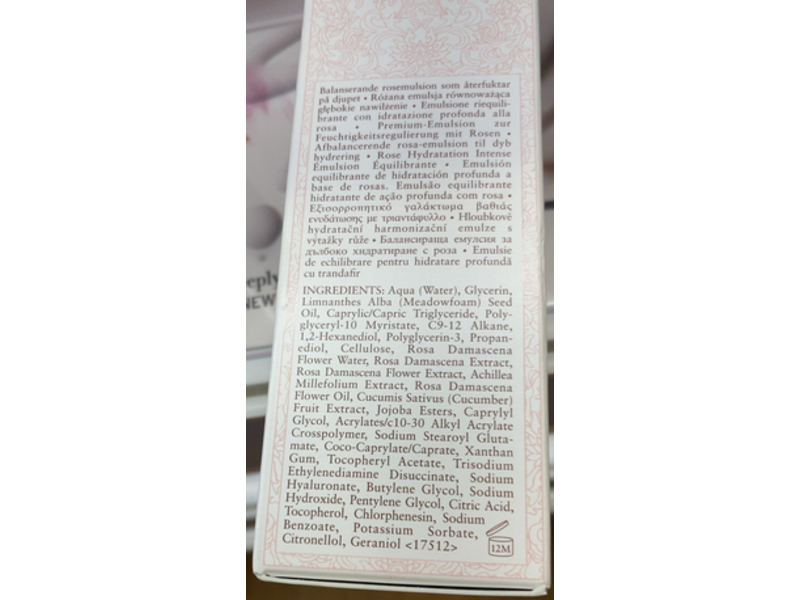 Balanserande rosemulsion som återfuktar
på djupet • Różana emulsja równoważąca
głębokie nawilżenie • Emulsione riequili-
brante con idratazione profonda alla
rosa • Premium-Emulsion zur
Feuchtigkeitsregulierung mit Rosen •
Afbalancerende rosa-emulsion til dyb
hydrering • Rose Hydratation Intense
Émulsion Équilibrante • Emulsión
equilibrante de hidratación profunda a
base de rosas. Emulsão equilibrante
hidratante de ação profunda com rosa •
Εξισορροπητικό γαλάκτωμα βαθιάς
ενυδάτωσης με τριαντάφυλλο • Hloubkově
hydratační harmonizační emulze s
výtažky růže • Балансираща емулсия за
дълбоко хидратиране с роза • Emulsie
de echilibrare pentru hidratare profundă
cu trandafir
INGREDIENTS: Aqua (Water), Glycerin,
Limnanthes Alba (Meadowfoam) Seed
Oil, Caprylic/Capric Triglyceride, Poly-
glyceryl-10 Myristate, C9-12 Alkane,
1,2-Hexanediol, Polyglycerin-3, Propan-
ediol, Cellulose, Rosa Damascena
Flower Water, Rosa Damascena Extract,
Rosa Damascena Flower Extract, Achillea
Millefolium Extract, Rosa Damascena
Flower Oil, Cucumis Sativus (Cucumber)
Fruit Extract, Jojoba Esters, Caprylyl
Glycol, Acrylates/c10-30 Alkyl Acrylate
Crosspolymer, Sodium Stearoyl Gluta-
mate, Coco-Caprylate/Caprate, Xanthan
Gum, Tocopheryl Acetate, Trisodium
Ethylenediamine Disuccinate, Sodium
Hyaluronate, Butylene Glycol, Sodium
Hydroxide, Pentylene Glycol, Citric Acid,
Tocopherol, Chlorphenesin, Sodium
Benzoate, Potassium Sorbate,
Citronellol, Geraniol <17512>
12M